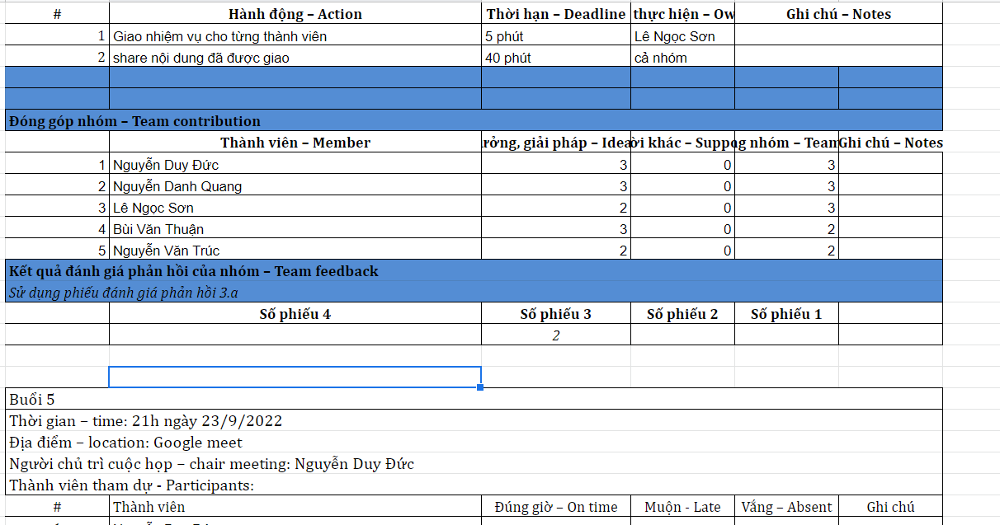 # Hành động – Action Thời hạn – Deadline thực hiện – Ow Ghi chú – Notes
1 Giao nhiệm vụ cho từng thành viên 5 phút Lê Ngọc Sơn
2 share nội dung đã được giao 40 phút cả nhóm
Đóng góp nhóm – Team contribution
Thành viên – Member giải pháp – Idea khác – Suppo nhóm – Team Ghi chú – Notes
1 Nguyễn Duy Đức 3 0 3
2 Nguyễn Danh Quang 3 0 3
3 Lê Ngọc Sơn 2 0 3
4 Bùi Văn Thuận 3 0 2
5 Nguyễn Văn Trúc 2 0 2
Kết quả đánh giá phản hồi của nhóm – Team feedback
Sử dụng phiếu đánh giá phản hồi 3.a
Số phiếu 4 Số phiếu 3 Số phiếu 2 Số phiếu 1
2
Buổi 5
Thời gian – time: 21h ngày 23/9/2022
Địa điểm – location: Google meet
Người chủ trì cuộc họp – chair meeting: Nguyễn Duy Đức
Thành viên tham dự - Participants:
# Thành viên Đúng giờ – On time Muộn - Late Vắng – Absent Ghi chú